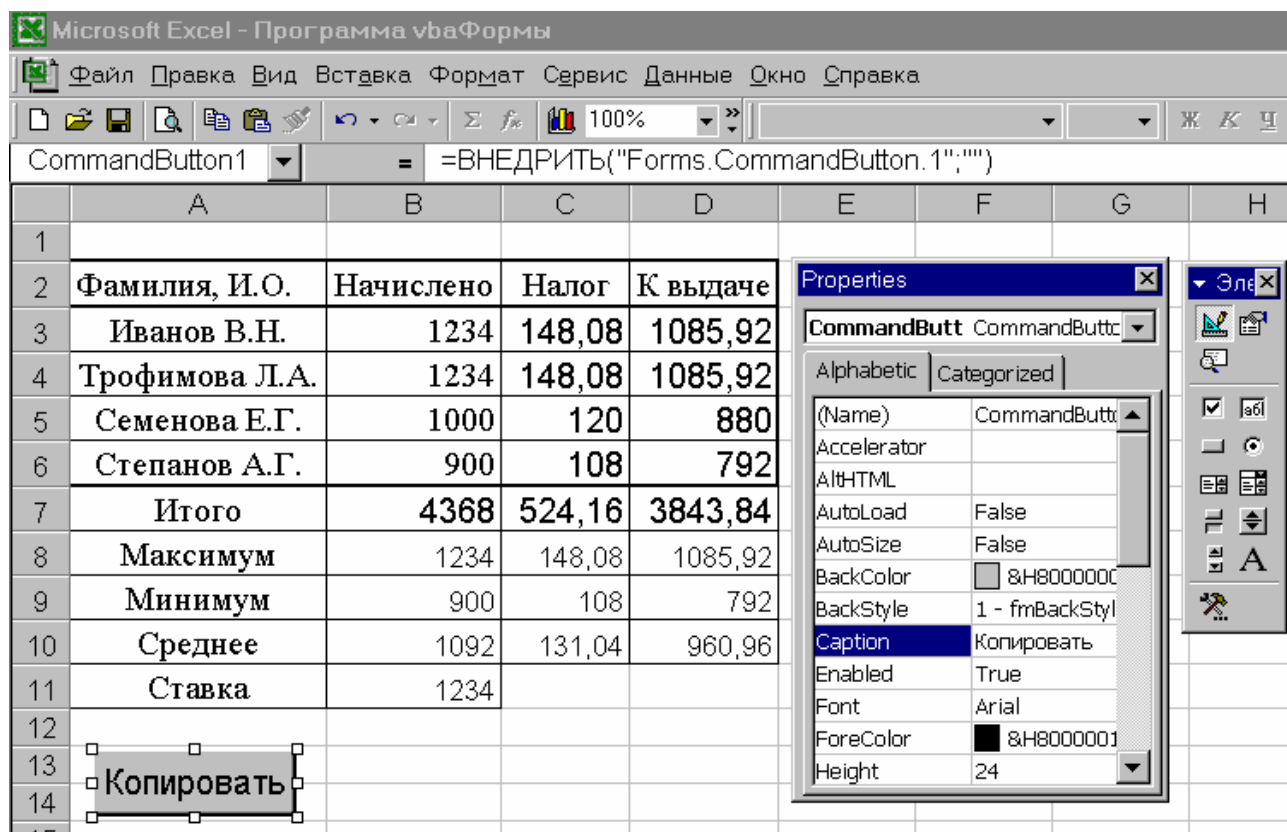 Microsoft Excel - Программа vbaФормы
Файл Правка Вид Вставка Формат Сервис Данные Окно Справка
100% Ж К Ч
CommandButton1 = =ВНЕДРИТЬ("Forms.CommandButton.1";"")
A B C D E F G H
1
2 Фамилия, И.О. Начислено Налог К выдаче
3 Иванов В.Н. 1234 148,08 1085,92
4 Трофимова Л.А. 1234 148,08 1085,92
5 Семенова Е.Г. 1000 120 880
6 Степанов А.Г. 900 108 792
7 Итого 4368 524,16 3843,84
8 Максимум 1234 148,08 1085,92
9 Минимум 900 108 792
10 Среднее 1092 131,04 960,96
11 Ставка 1234
12
13
14
Копировать
Properties
CommandButt CommandButtc
Alphabetic Categorized
(Name) CommandButt
Accelerator
AltHTML
AutoLoad False
AutoSize False
BackColor &H8000000
BackStyle 1 - fmBackStyl
Caption Копировать
Enabled True
Font Arial
ForeColor &H8000001
Height 24
Эле
абl
A